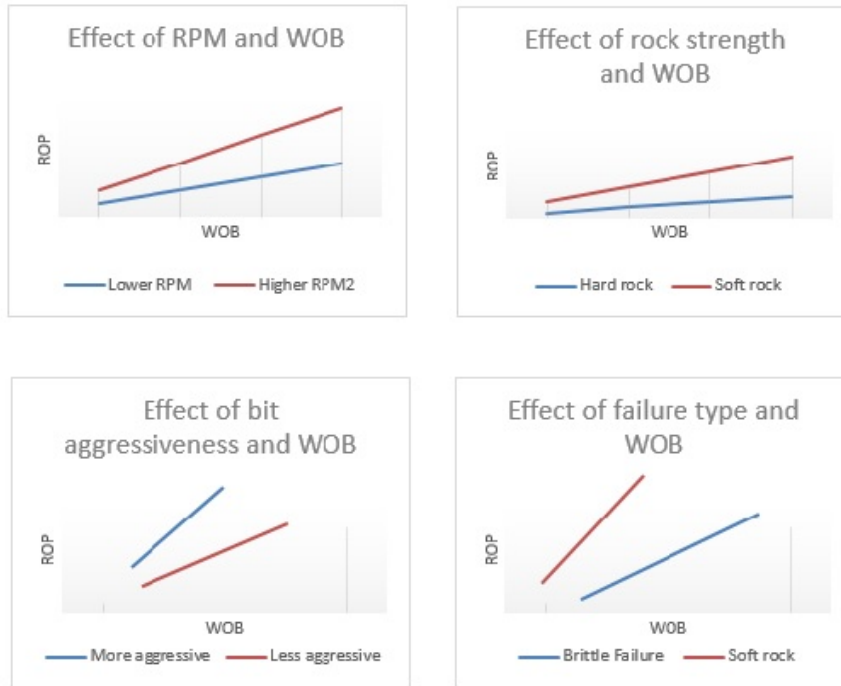 Effect of RPM and WOB
ROP
WOB
Lower RPM
Higher RPM2
Effect of rock strength
and WOB
ROP
WOB
Hard rock
Soft rock
Effect of bit
aggressiveness and WOB
ROP
WOB
More aggressive
Less aggressive
Effect of failure type and
WOB
ROP
WOB
Brittle Failure
Soft rock